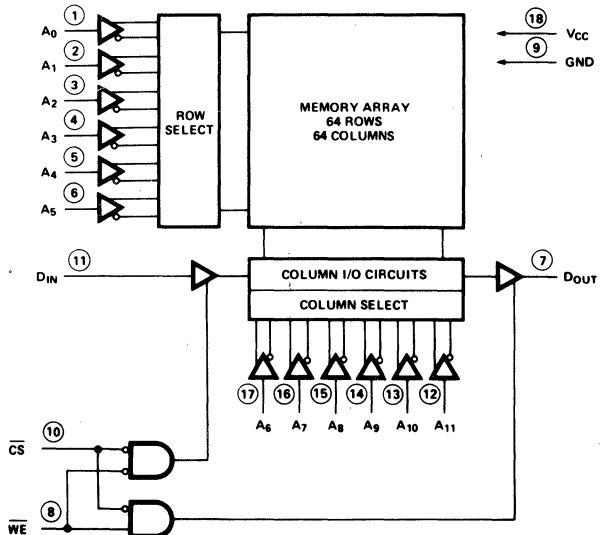 1
A0
2
A1
3
A2
4
A3
5
A4
6
A5
ROW
SELECT
MEMORY ARRAY
64 ROWS
64 COLUMNS
18
VCC
9
GND
DIN
11
COLUMN I/O CIRCUITS
COLUMN SELECT
7
DOUT
17
16
15
14
13
12
A6
A7
A8
A9
A10
A11
10
C̅S̅
8
W̅E̅